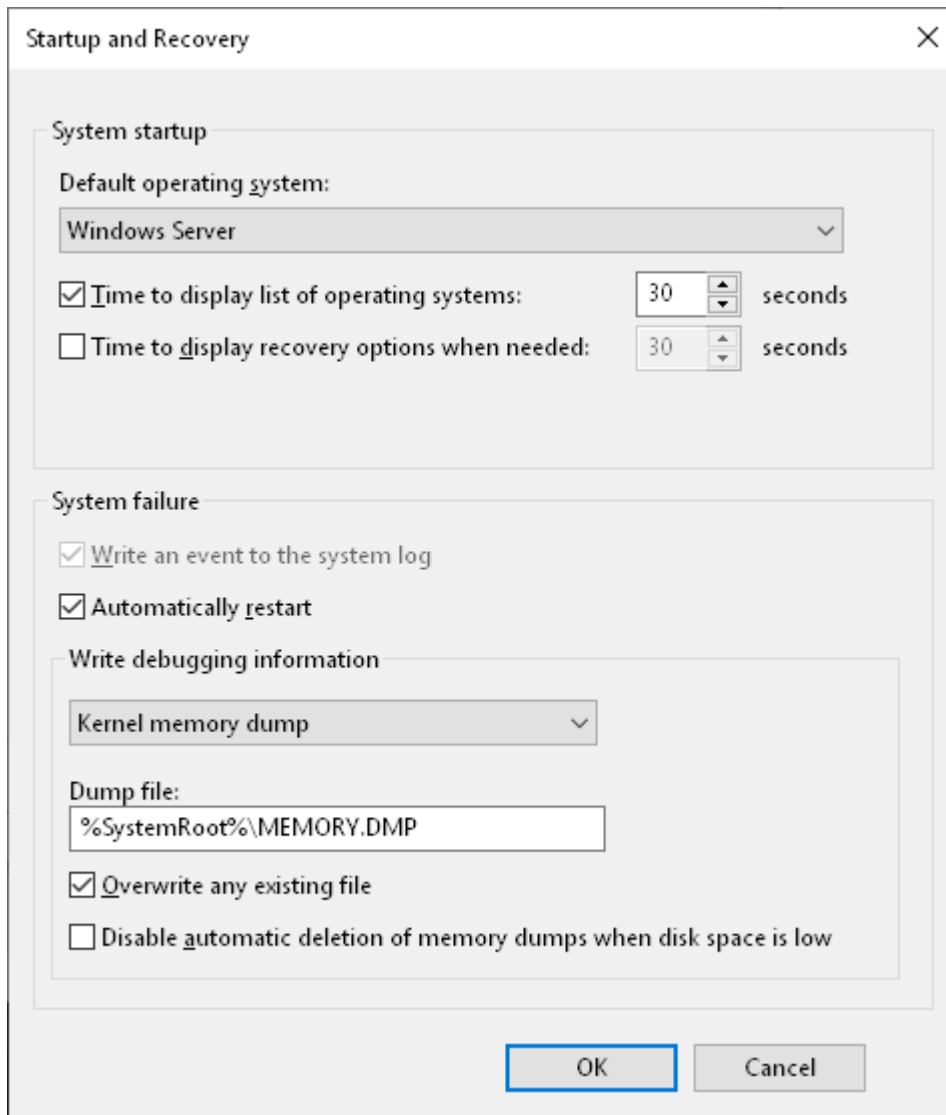 Startup and Recovery
System startup
Default operating system:
Windows Server
Time to display list of operating systems: 30 seconds
Time to display recovery options when needed: 30 seconds
System failure
Write an event to the system log
Automatically restart
Write debugging information
Kernel memory dump
Dump file:
%SystemRoot%\MEMORY.DMP
Overwrite any existing file
Disable automatic deletion of memory dumps when disk space is low
OK Cancel